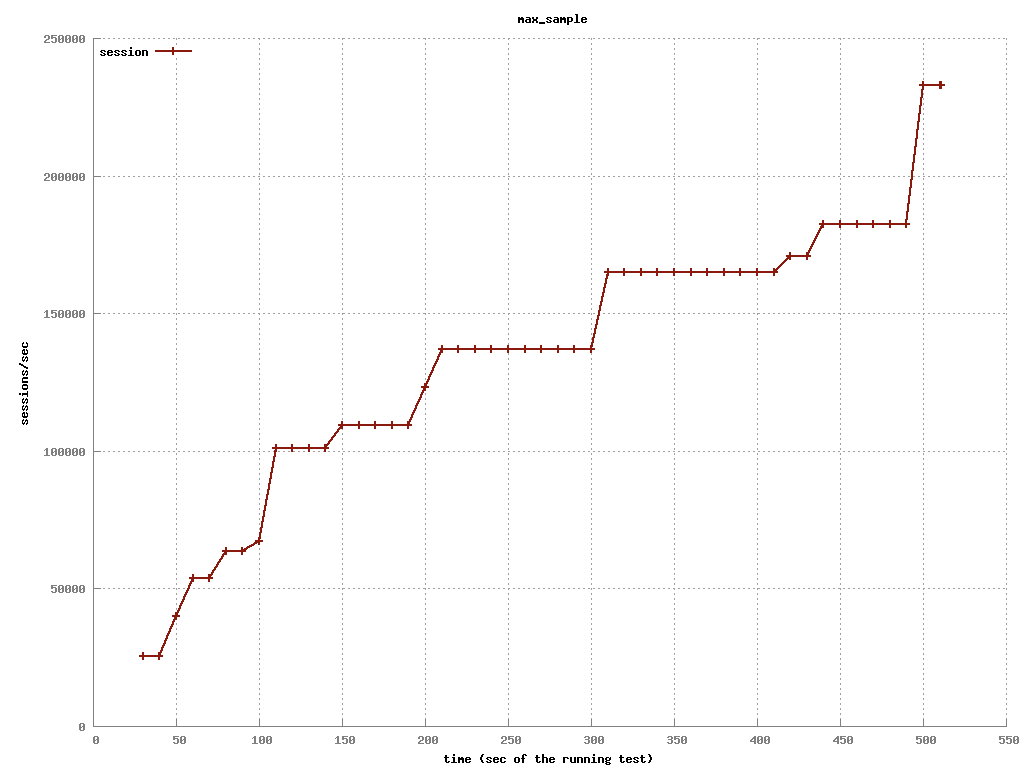 max_sample
250000
session
200000
150000
sessions/sec
100000
50000
0
0 50 100 150 200 250 300 350 400 450 500 550
time (sec of the running test)